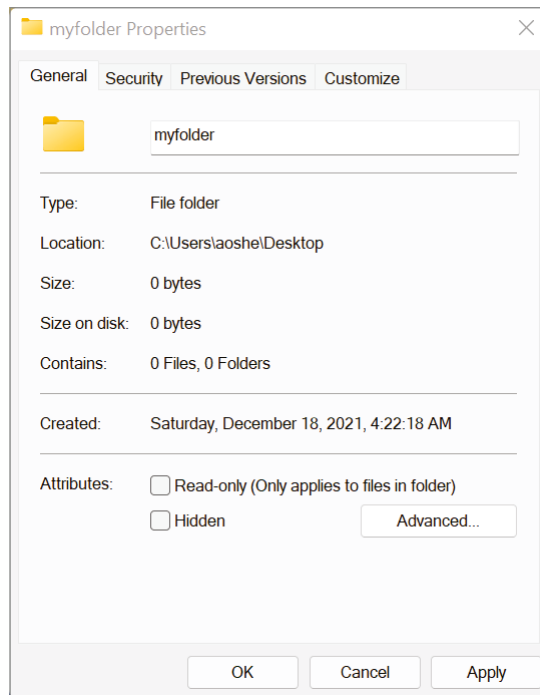 myfolder Properties
General Security Previous Versions Customize
myfolder
Type: File folder
Location: C:\Users\aoshe\Desktop
Size: 0 bytes
Size on disk: 0 bytes
Contains: 0 Files, 0 Folders
Created: Saturday, December 18, 2021, 4:22:18 AM
Attributes: Read-only (Only applies to files in folder)
Hidden Advanced...
OK Cancel Apply